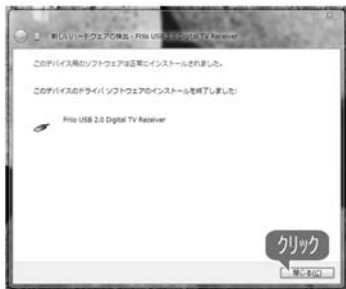 新しいハードウェアの検出 - Friio USB 2.0 Digital TV Receiver
このデバイス用のソフトウェアは正常にインストールされました。
このデバイスのドライバ ソフトウェアのインストールを終了しました:
Friio USB 2.0 Digital TV Receiver
クリック
閉じる(C)